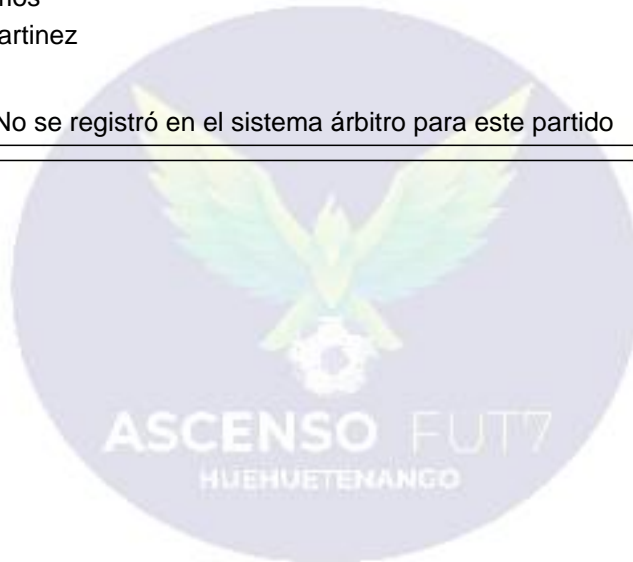 artinez
No se registró en el sistema árbitro para este partido
ASCENSO FUT7
HUEHUETENANGO